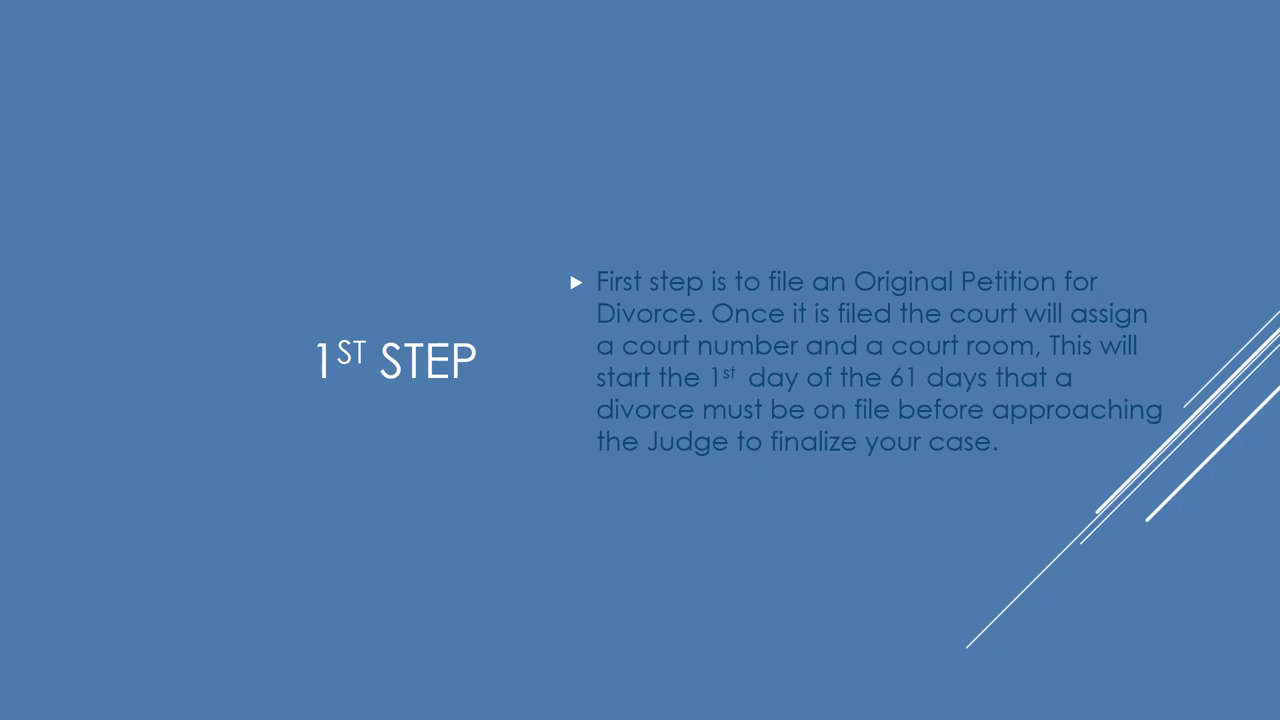 1ST STEP
First step is to file an Original Petition for
Divorce. Once it is filed the court will assign
a court number and a court room, This will
start the 1st day of the 61 days that a
divorce must be on file before approaching
the Judge to finalize your case.